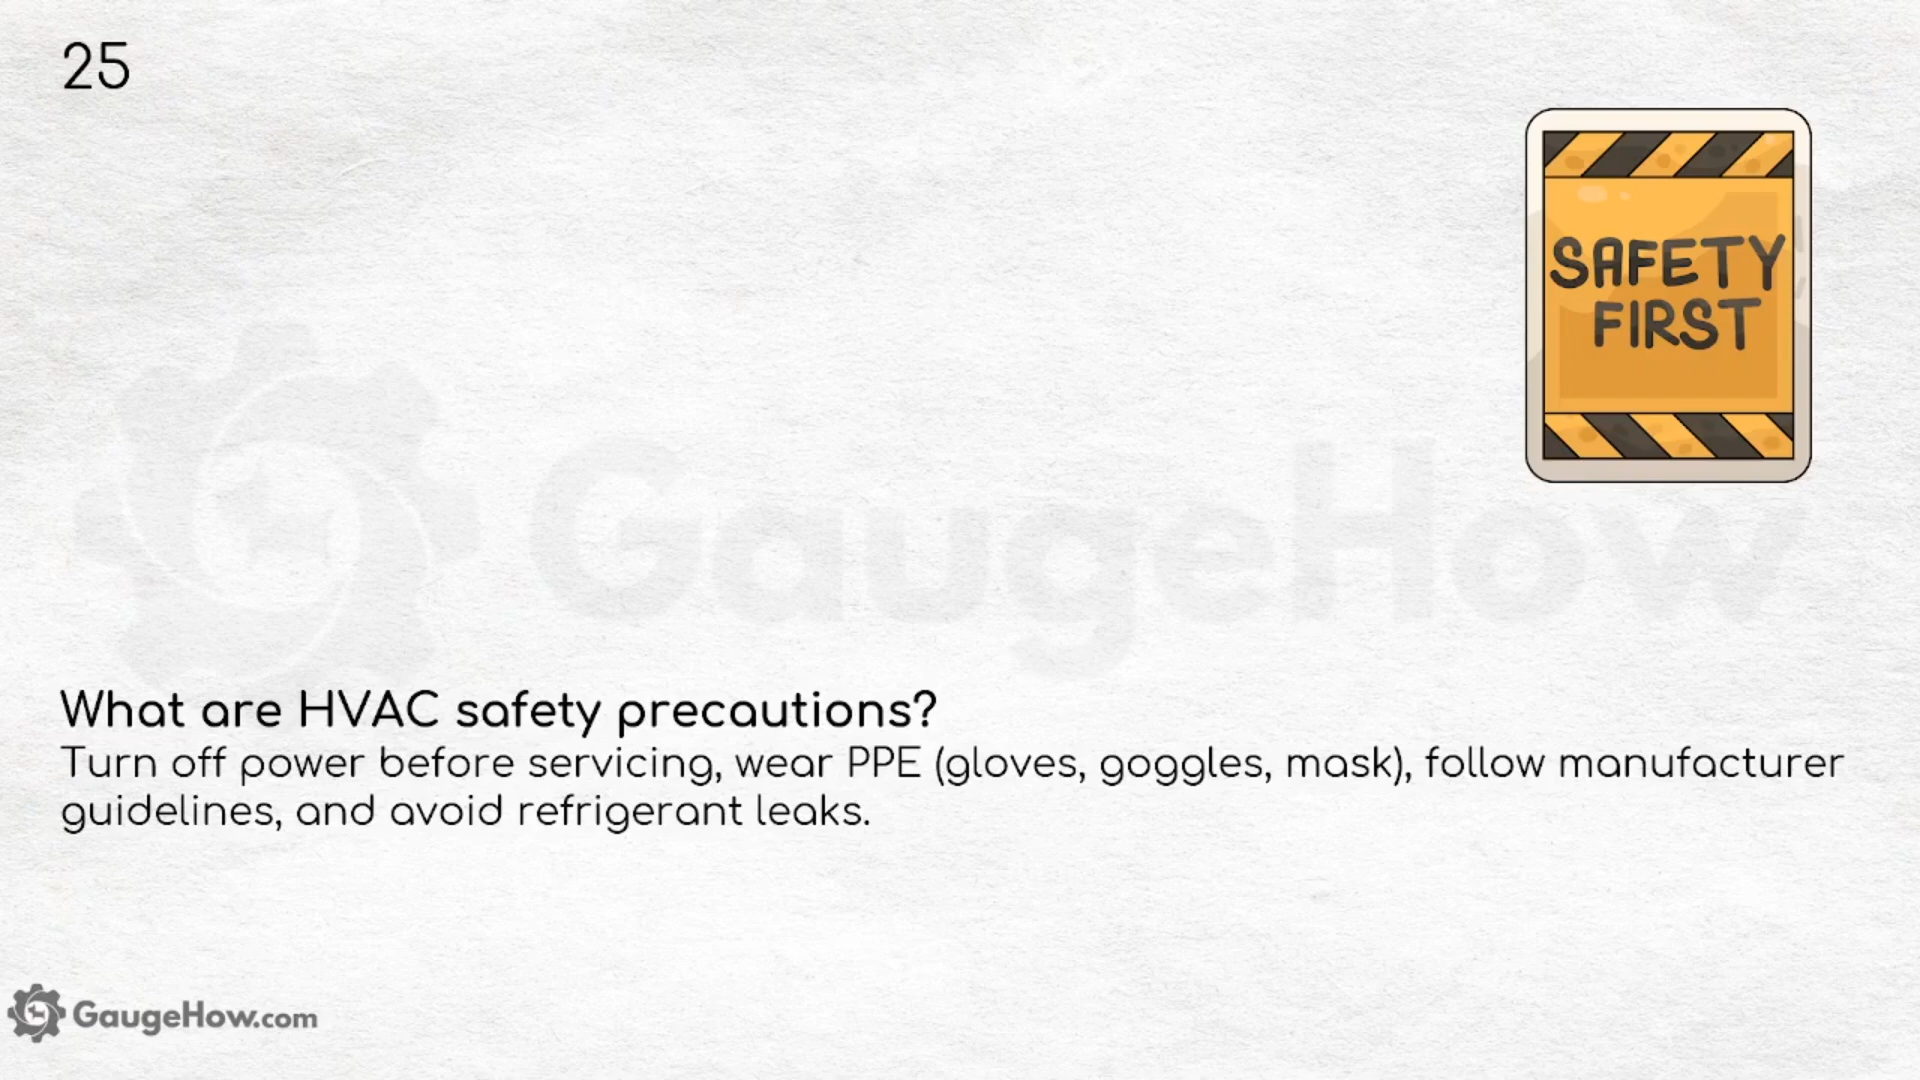 25
SAFETY
FIRST
GaugeHow
What are HVAC safety precautions?
Turn off power before servicing, wear PPE (gloves, goggles, mask), follow manufacturer
guidelines, and avoid refrigerant leaks.
GaugeHow.com